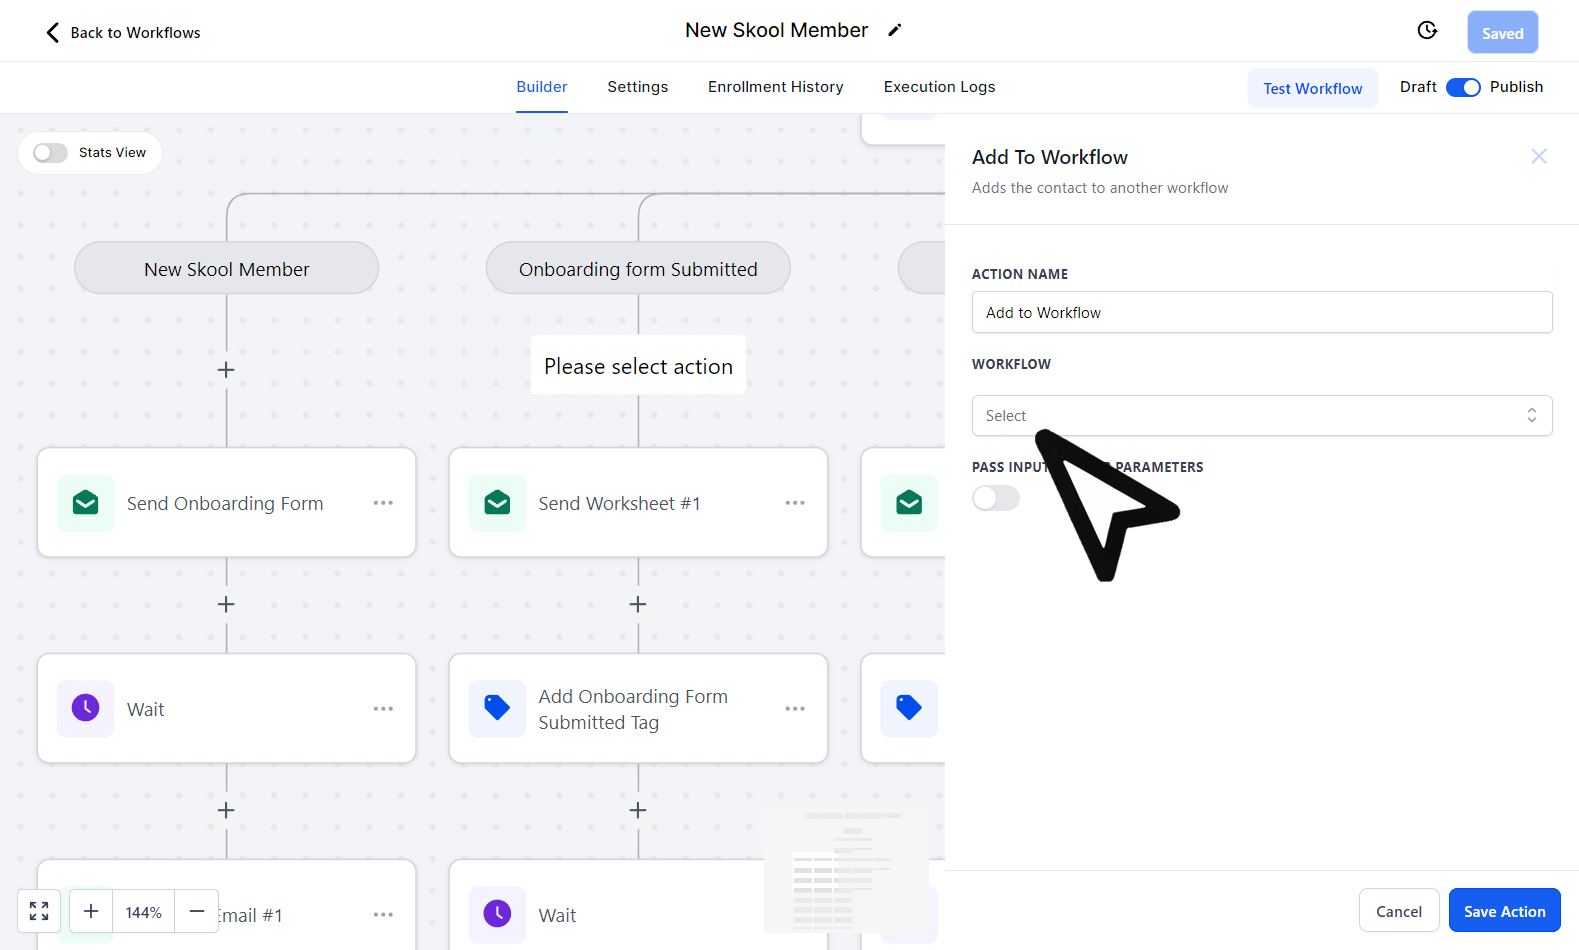 Back to Workflows
New Skool Member
Saved
Builder
Settings
Enrollment History
Execution Logs
Test Workflow
Draft
Publish
Stats View
New Skool Member
Onboarding form Submitted
Please select action
Send Onboarding Form
Send Worksheet #1
Wait
Add Onboarding Form
Submitted Tag
Email #1
Wait
144%
Add To Workflow
Adds the contact to another workflow
ACTION NAME
Add to Workflow
WORKFLOW
Select
PASS INPUT PARAMETERS
Cancel
Save Action